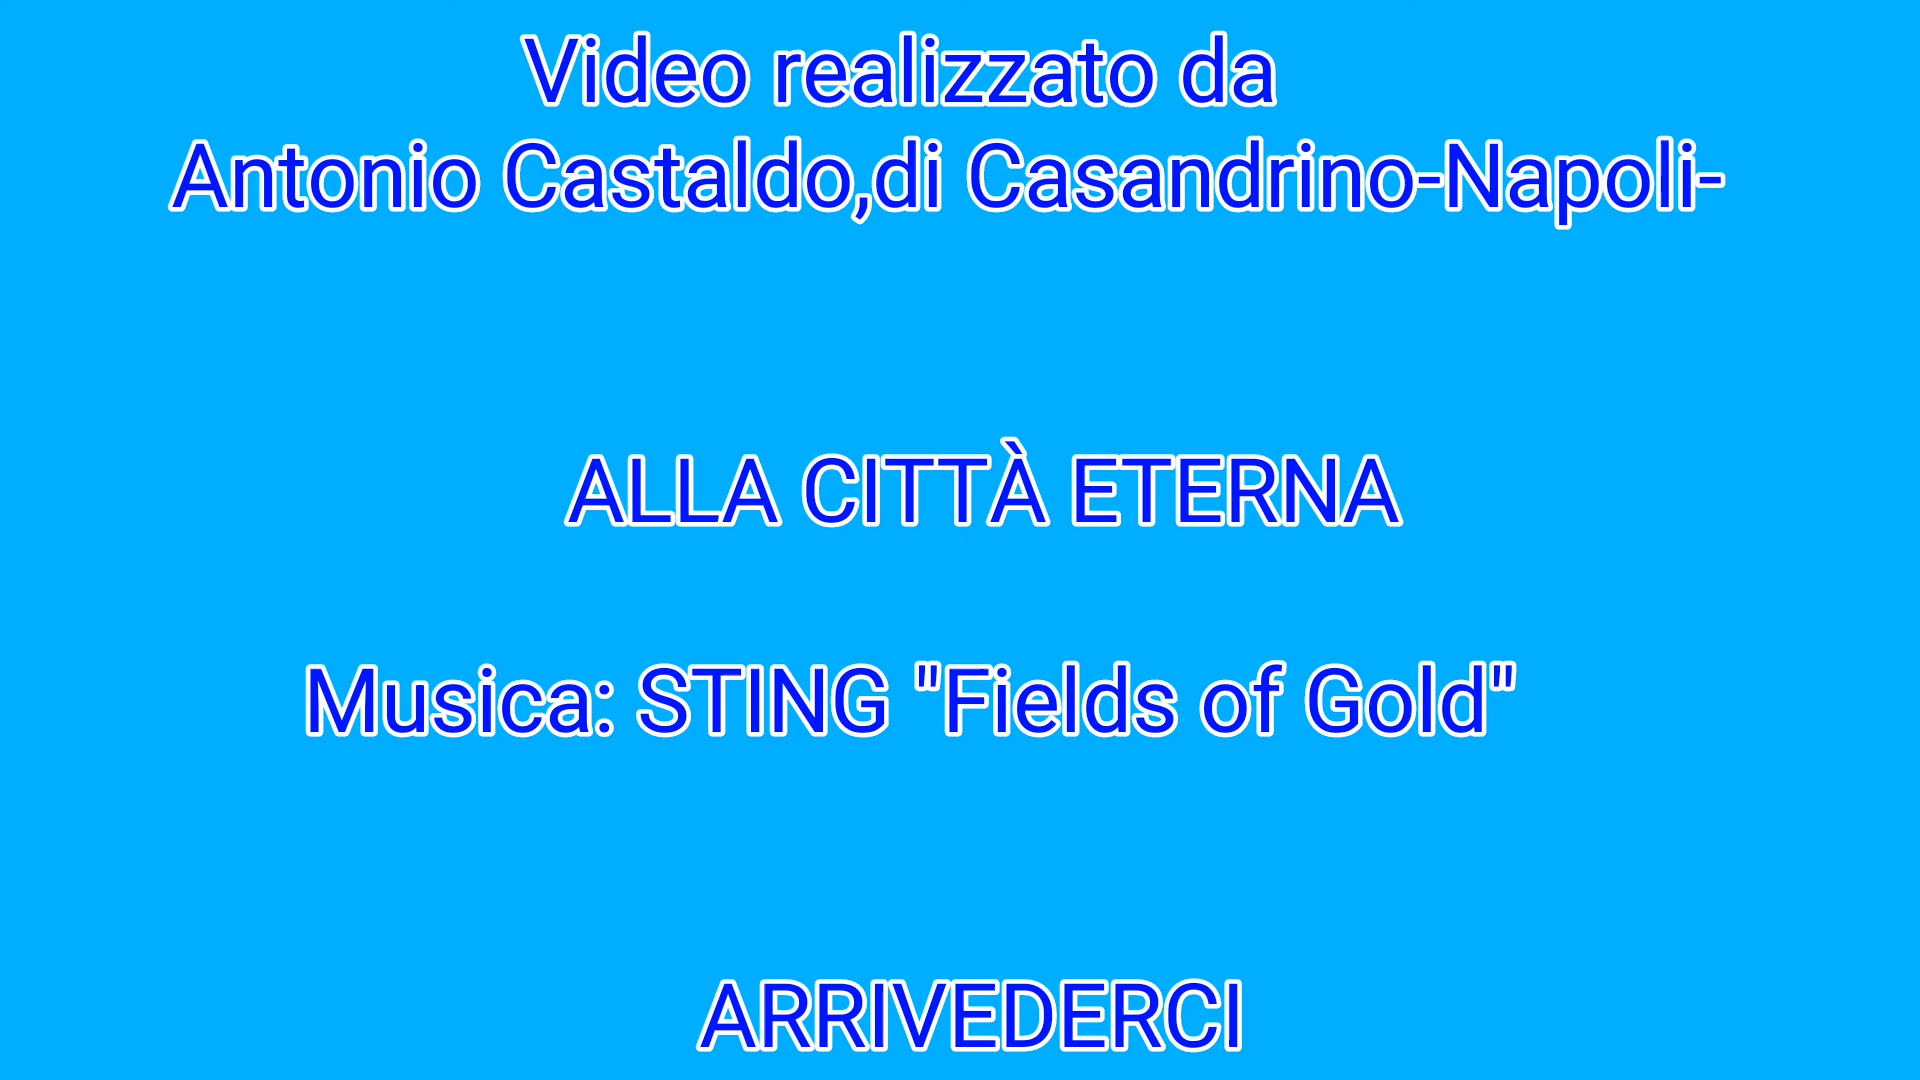 Video realizzato da
Antonio Castaldo,di Casandrino-Napoli-
ALLA CITTÀ ETERNA
Musica: STING "Fields of Gold"
ARRIVEDERCI